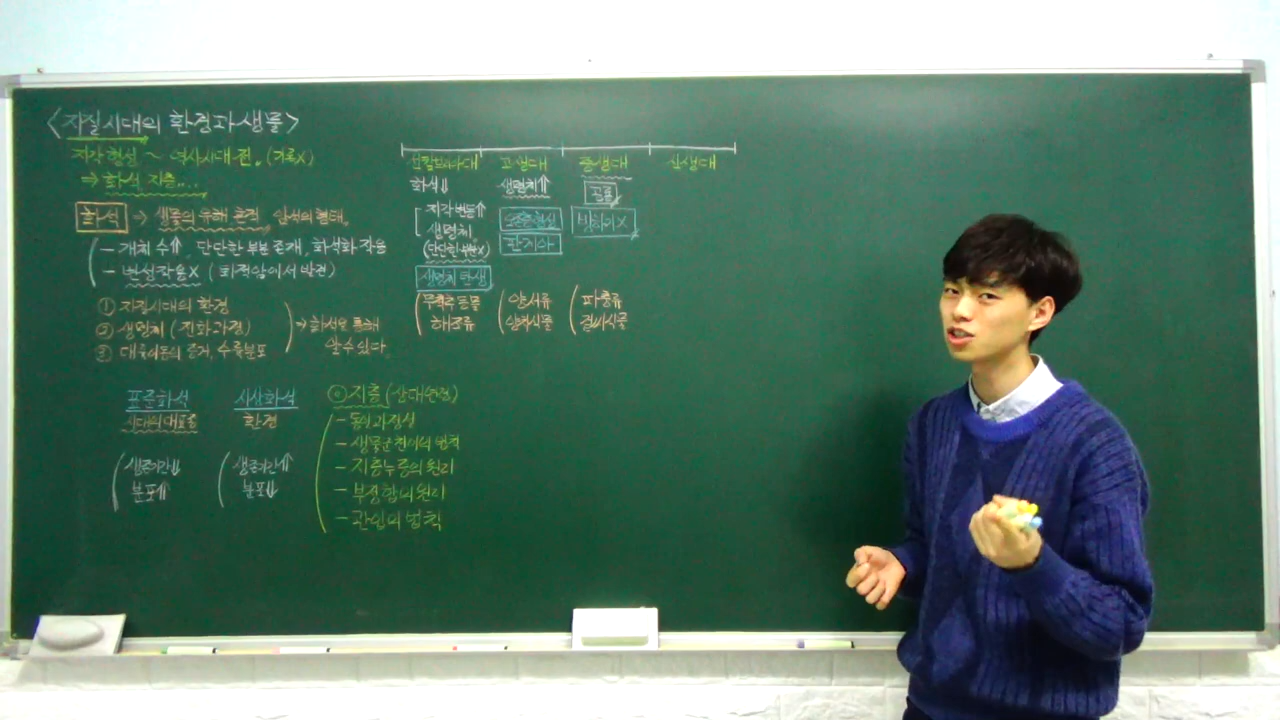 <지질시대의 환경과 생물>
지각 형성 ~ 역사시대 전. (기록X)
⇒ 화석, 지층....
화석 → 생물의 유해, 흔적, 암석의 형태.
- 개체 수⇑, 단단한 부분 존재, 화석화 작용
- 변성작용X (퇴적암에서 발견)
① 지질시대의 환경
② 생명체 (진화과정)
③ 대륙이동의 증거, 수륙분포
→ 화석을 통해
알 수 있다.
표준화석
시대의 대표종
생존기간⇓
분포⇑
시상화석
환경
생존기간⇑
분포⇓
◎ 지층 (상대연령)
- 동일과정설
- 생물군 천이의 법칙
- 지층누중의 원리
- 부정합의 원리
- 관입의 법칙
선캄브리아대 고생대 중생대 신생대
화석⇓
지각변동⇑
생명체
(단단한 부분X)
생명체 탄생
무척추동물
해조류
생명체⇑
오존층형성
판게아
양서류
양치식물
공룡
빙하기X
파충류
겉씨식물